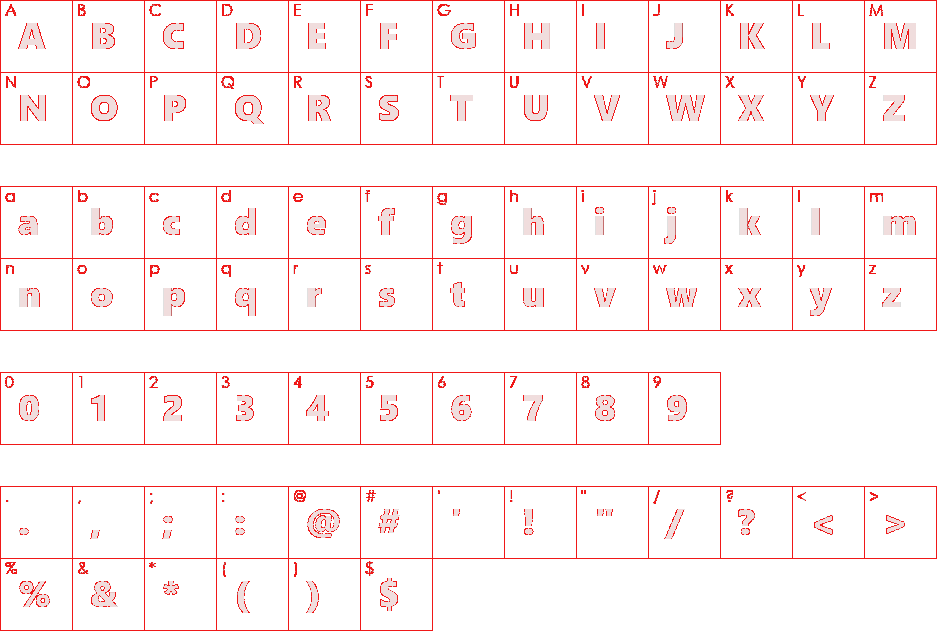 A B C D E F G H I J K L M
A B C D E F G H I J K L M
N O P Q R S T U V W X Y Z
N O P Q R S T U V W X Y Z
a b c d e f g h i j k l m
a b c d e f g h i j k l m
n o p q r s t u v w x y z
n o p q r s t u v w x y z
0 1 2 3 4 5 6 7 8 9
0 1 2 3 4 5 6 7 8 9
. , ; : @ # ' ! " / ? < >
. , ; : @ # ' ! " / ? < >
% & * ( ) $
% & * ( ) $